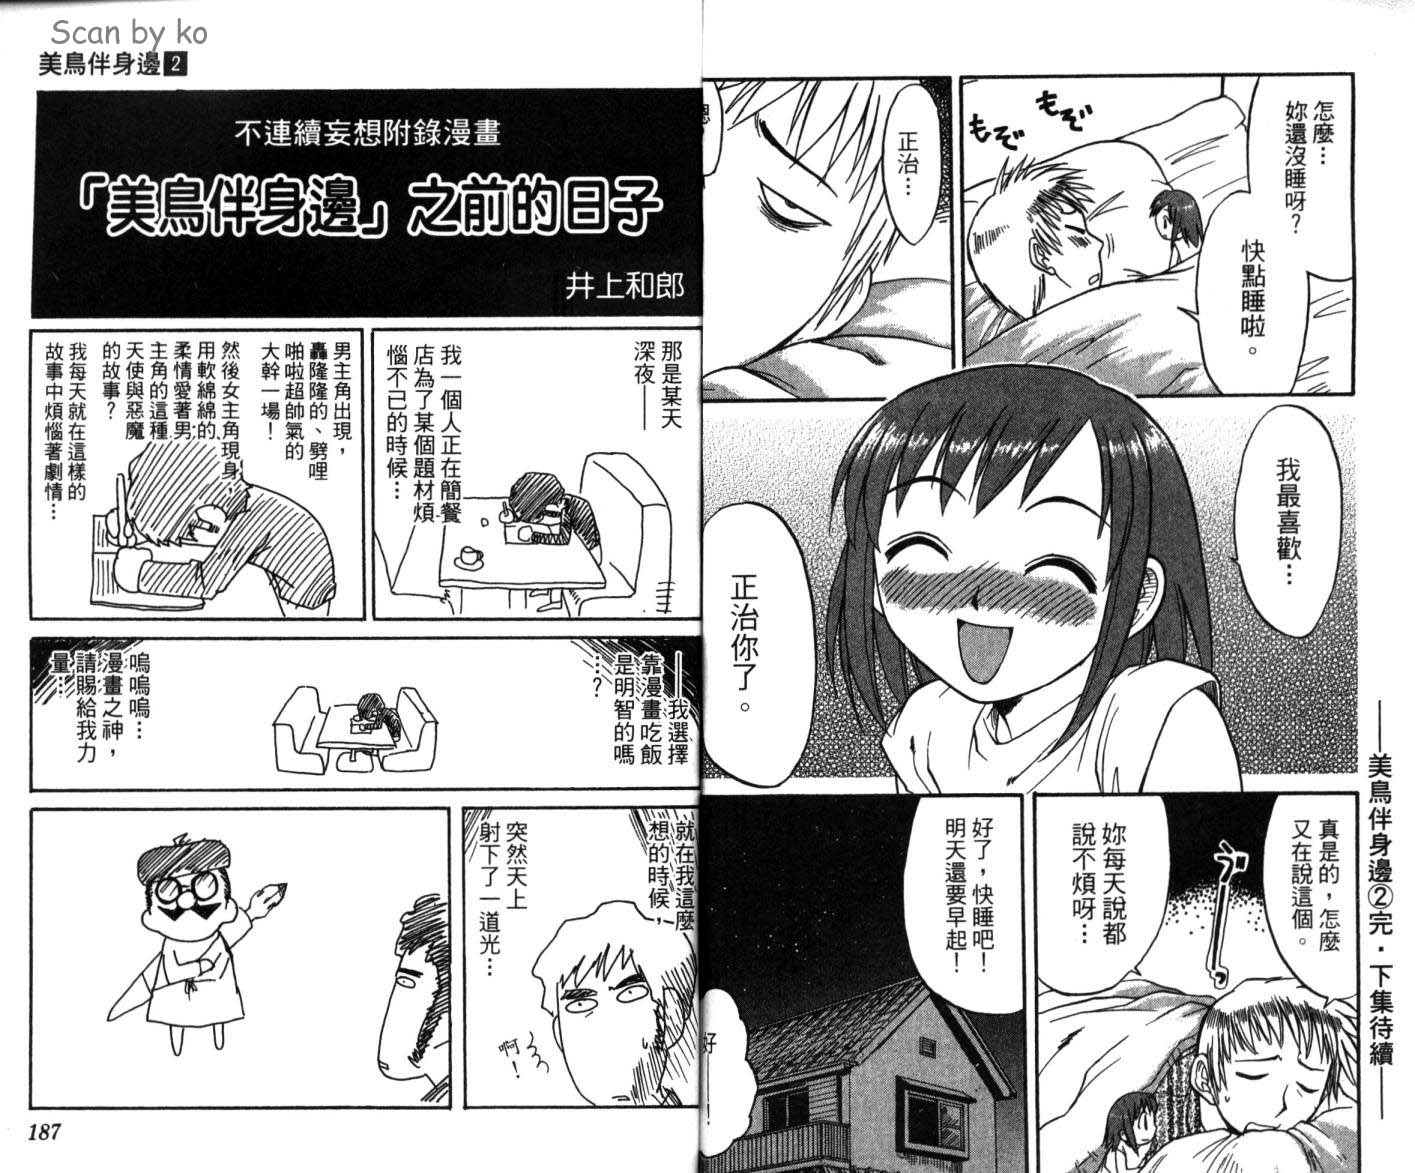 Scan by ko
怎麼…
妳還沒睡呀?
快點睡啦。
もぞ
もぞ
正治…
我最喜歡…
正治你了。
真是的,怎麼
又在說這個。
妳每天說都
說不煩呀…
好了,快睡吧!
明天還要早起!
好
!
——美鳥伴身邊②完・下集待續——
美鳥伴身邊2
不連續妄想附錄漫畫
「美鳥伴身邊」之前的日子
井上和郎
那是某天
深夜——
我一個人正在簡餐
店為了某個題材煩
惱不已的時候…
男主角出現,
轟隆隆的、劈哩
啪啦超帥氣的
大幹一場!
然後女主角現身,
用軟綿綿的
柔情愛著男
主角的這種
天使與惡魔
的故事?
我每天就在這樣的
故事中煩惱著劇情…
——我選擇
靠漫畫吃飯
是明智的嗎
…?
嗚嗚嗚…
漫畫之神,
請賜給我力
量…
就在我這麼
想的時候,
突然天上
射下了一道光…
啊!
187